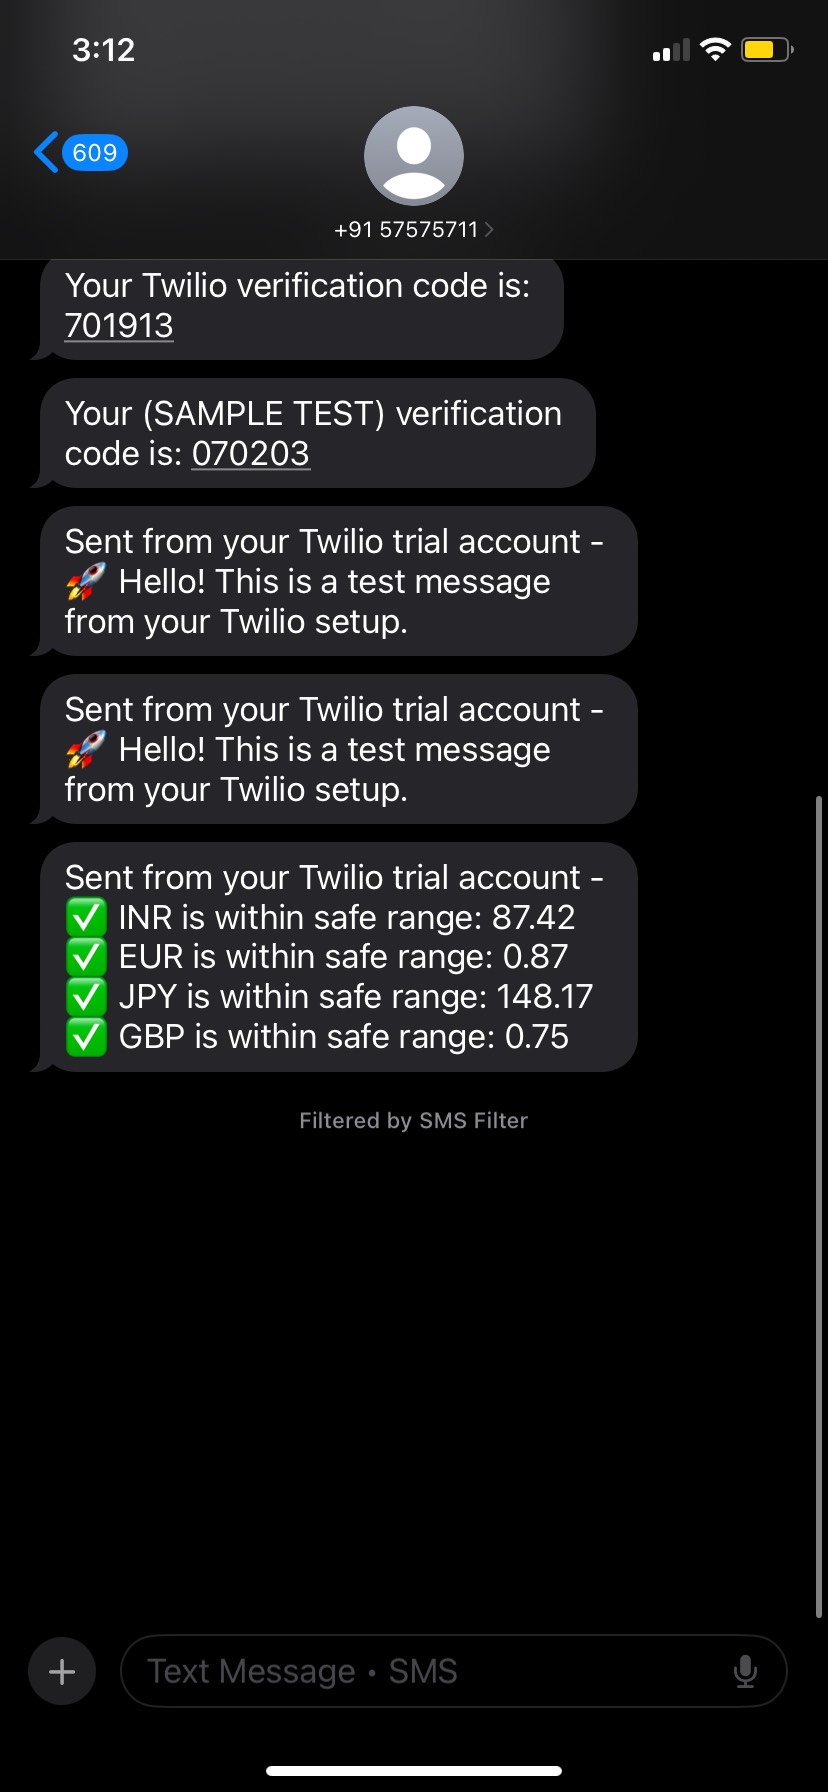 3:12
609
+91 57575711
Your Twilio verification code is:
701913
Your (SAMPLE TEST) verification
code is: 070203
Sent from your Twilio trial account -
🚀 Hello! This is a test message
from your Twilio setup.
Sent from your Twilio trial account -
🚀 Hello! This is a test message
from your Twilio setup.
Sent from your Twilio trial account -
✅ INR is within safe range: 87.42
✅ EUR is within safe range: 0.87
✅ JPY is within safe range: 148.17
✅ GBP is within safe range: 0.75
Filtered by SMS Filter
Text Message • SMS